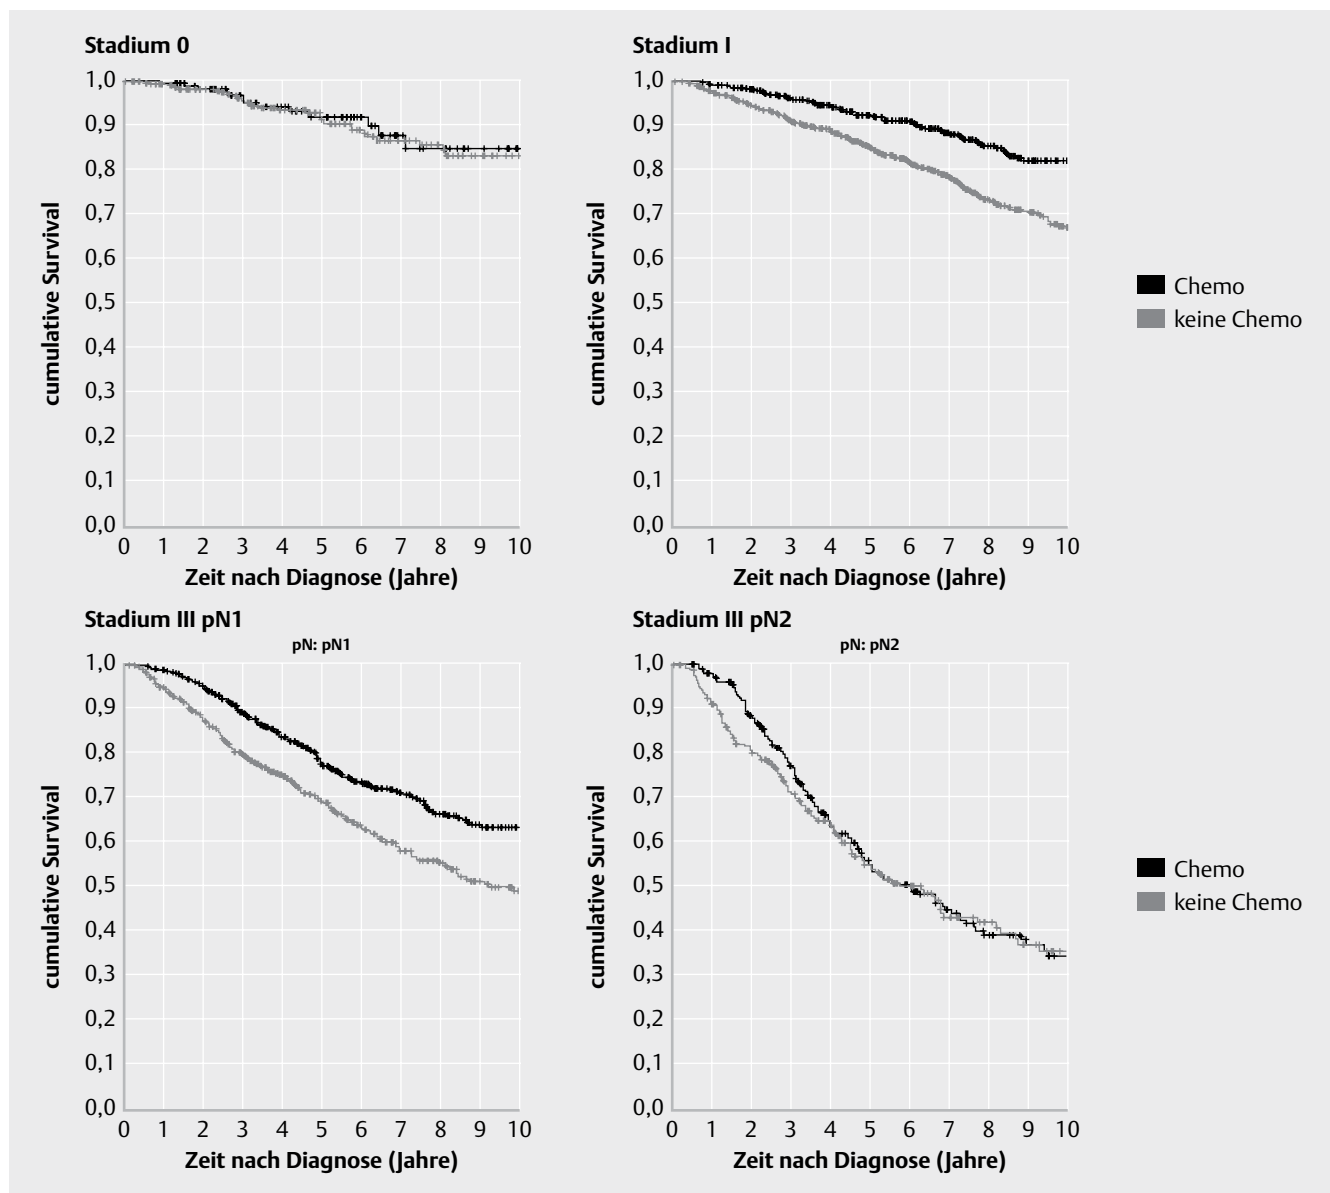 Stadium 0
cumulative Survival
1,0
0,9
0,8
0,7
0,6
0,5
0,4
0,3
0,2
0,1
0,0
0 1 2 3 4 5 6 7 8 9 10
Zeit nach Diagnose (Jahre)
Stadium I
cumulative Survival
1,0
0,9
0,8
0,7
0,6
0,5
0,4
0,3
0,2
0,1
0,0
0 1 2 3 4 5 6 7 8 9 10
Zeit nach Diagnose (Jahre)
Chemo
keine Chemo
Stadium III pN1
pN: pN1
cumulative Survival
1,0
0,9
0,8
0,7
0,6
0,5
0,4
0,3
0,2
0,1
0,0
0 1 2 3 4 5 6 7 8 9 10
Zeit nach Diagnose (Jahre)
Stadium III pN2
pN: pN2
cumulative Survival
1,0
0,9
0,8
0,7
0,6
0,5
0,4
0,3
0,2
0,1
0,0
0 1 2 3 4 5 6 7 8 9 10
Zeit nach Diagnose (Jahre)
Chemo
keine Chemo